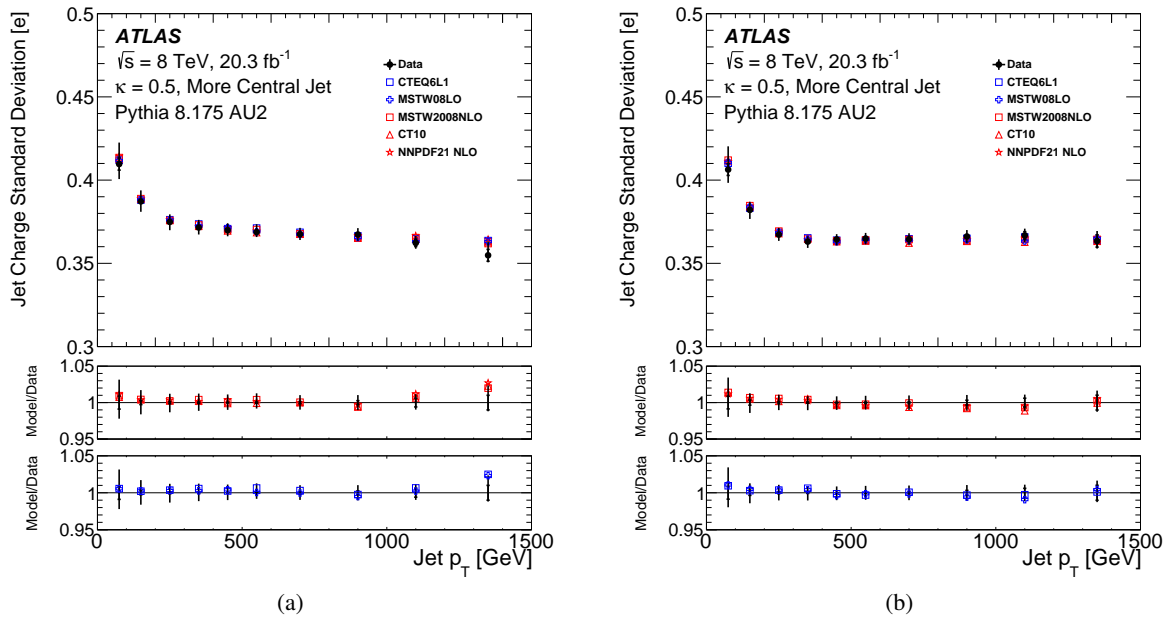 Jet Charge Standard Deviation [e]
0.5
0.45
0.4
0.35
0.3
ATLAS
√s = 8 TeV, 20.3 fb⁻¹
κ = 0.5, More Central Jet
Pythia 8.175 AU2
Data
CTEQ6L1
MSTW08LO
MSTW2008NLO
CT10
NNPDF21 NLO
Model/Data
1.05
1
0.95
Model/Data
1.05
1
0.95
0 500 1000 1500
Jet p_T [GeV]
(a)
Jet Charge Standard Deviation [e]
0.5
0.45
0.4
0.35
0.3
ATLAS
√s = 8 TeV, 20.3 fb⁻¹
κ = 0.5, More Central Jet
Pythia 8.175 AU2
Data
CTEQ6L1
MSTW08LO
MSTW2008NLO
CT10
NNPDF21 NLO
Model/Data
1.05
1
0.95
Model/Data
1.05
1
0.95
0 500 1000 1500
Jet p_T [GeV]
(b)